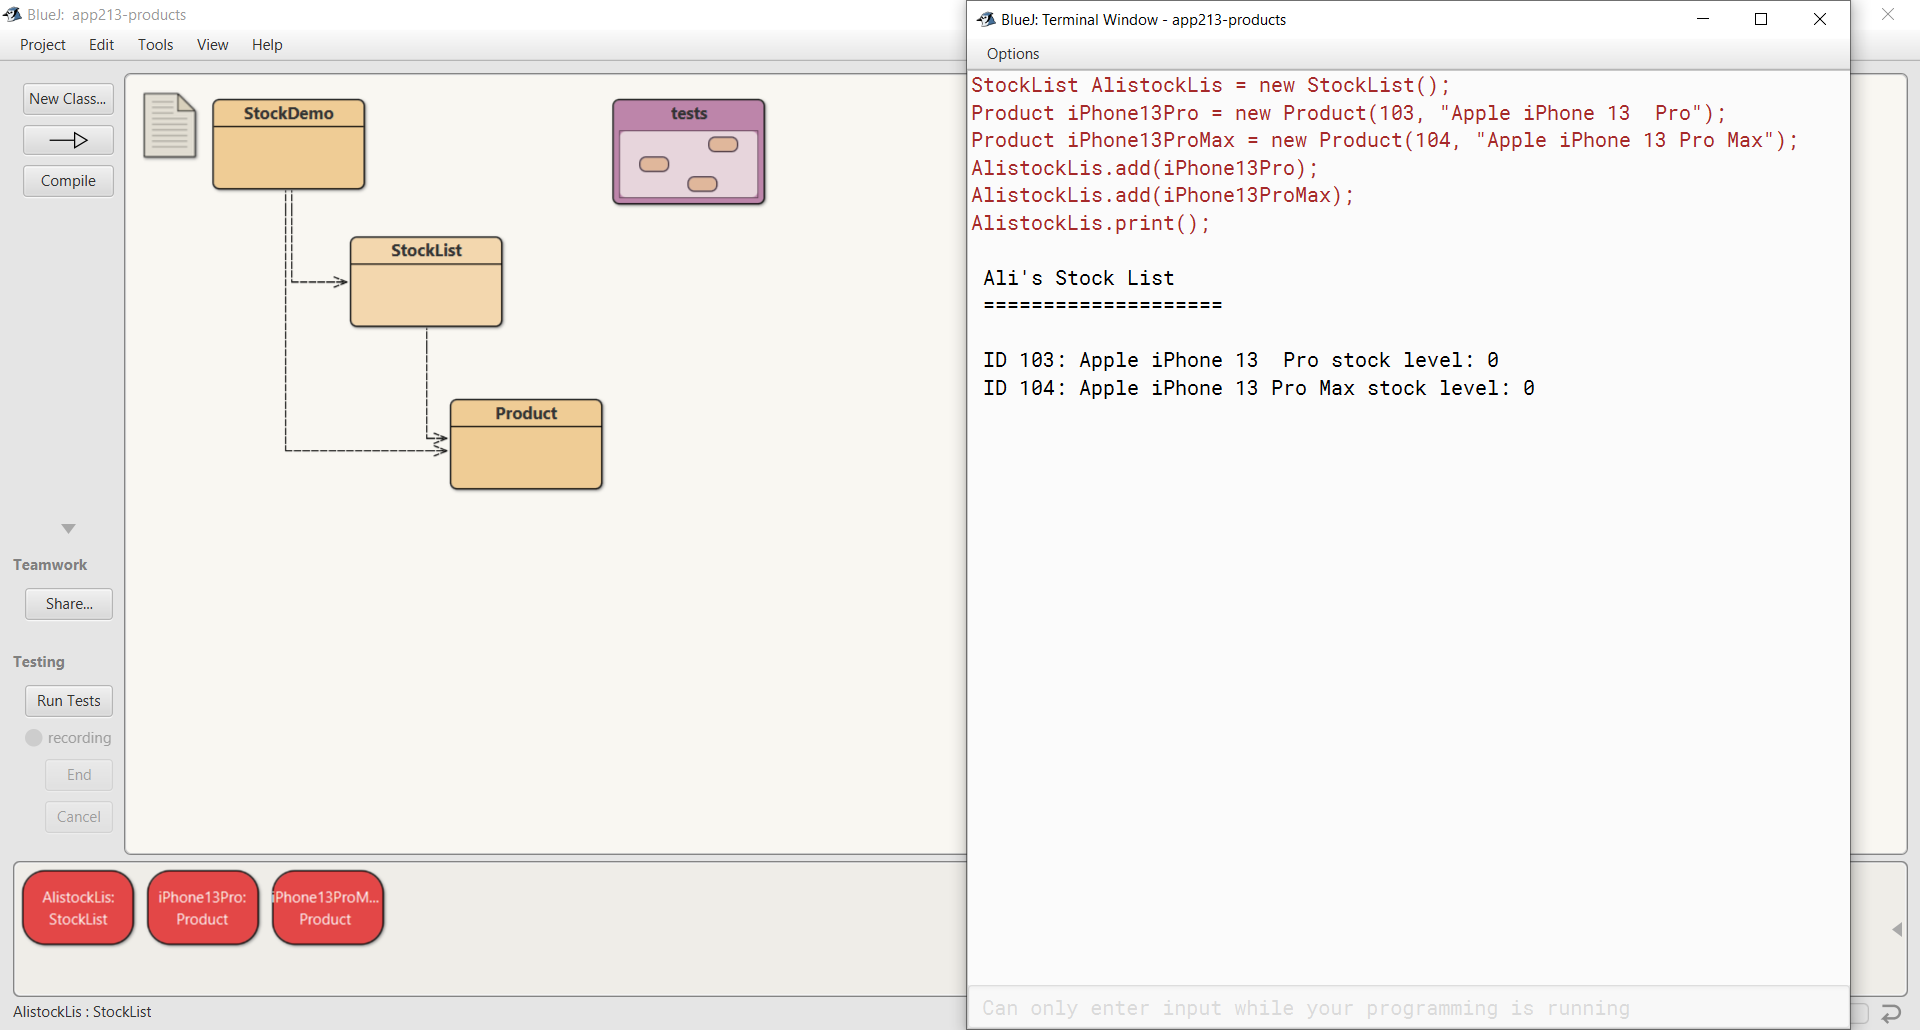 BlueJ: app213-products
Project Edit Tools View Help
New Class...
Compile
Teamwork
Share...
Testing
Run Tests
recording
End
Cancel
StockDemo
tests
StockList
Product
AlistockLis:
StockList
iPhone13Pro:
Product
iPhone13ProM...
Product
AlistockLis : StockList
BlueJ: Terminal Window - app213-products
Options
StockList AlistockLis = new StockList();
Product iPhone13Pro = new Product(103, "Apple iPhone 13  Pro");
Product iPhone13ProMax = new Product(104, "Apple iPhone 13 Pro Max");
AlistockLis.add(iPhone13Pro);
AlistockLis.add(iPhone13ProMax);
AlistockLis.print();
Ali's Stock List
====================
ID 103: Apple iPhone 13  Pro stock level: 0
ID 104: Apple iPhone 13 Pro Max stock level: 0
Can only enter input while your programming is running